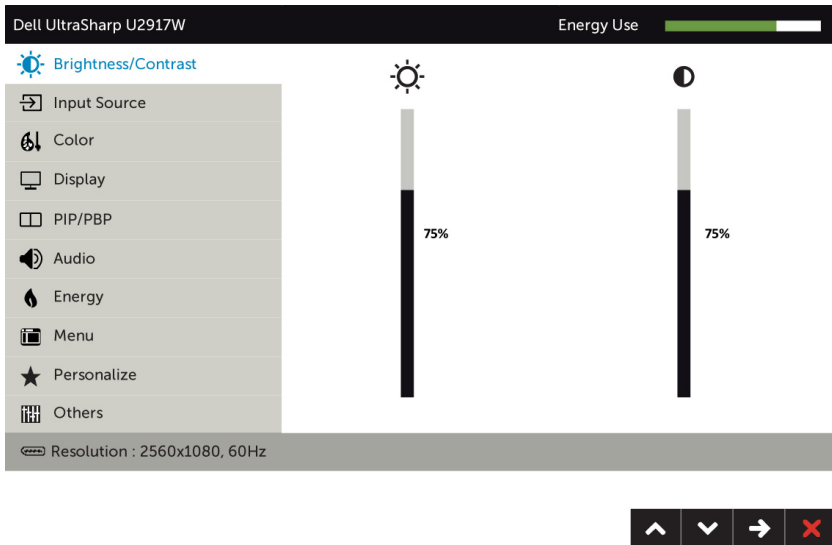 Dell UltraSharp U2917W
Energy Use
Brightness/Contrast
Input Source
Color
Display
PIP/PBP
75%
75%
Audio
Energy
Menu
Personalize
Others
Resolution : 2560x1080, 60Hz